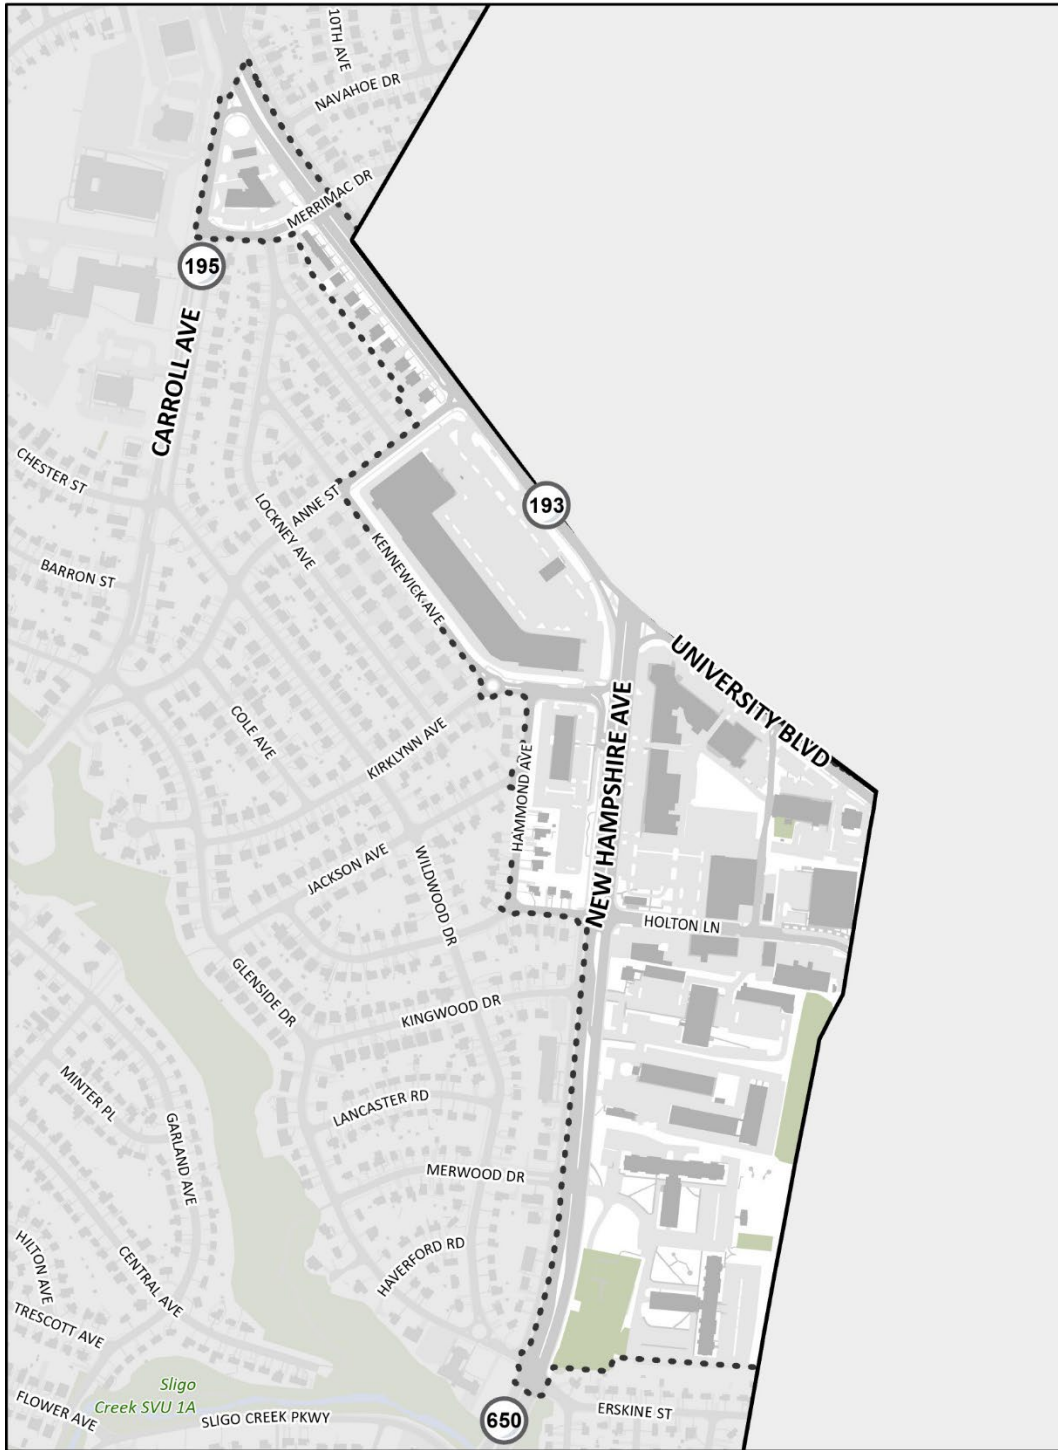 10TH AVE
NAVAHOE DR
MERRIMAC DR
195
CARROLL AVE
CHESTER ST
ANNE ST
LOCKNEY AVE
193
KENNEWICK AVE
BARRON ST
UNIVERSITY BLVD
COLE AVE
KIRKLYNN AVE
HAMMOND AVE
NEW HAMPSHIRE AVE
JACKSON AVE
WILDWOOD DR
HOLTON LN
GLENSIDE DR
KINGWOOD DR
MINTER PL
LANCASTER RD
GARLAND AVE
MERWOOD DR
HILTON AVE
CENTRAL AVE
HAVERFORD RD
TRESCOTT AVE
Sligo
Creek SVU 1A
FLOWER AVE
SLIGO CREEK PKWY
650
ERSKINE ST